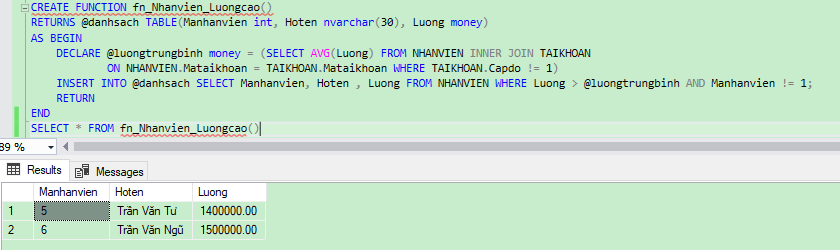 CREATE FUNCTION fn_Nhanvien_Luongcao()
RETURNS @danhsach TABLE(Manhanvien int, Hoten nvarchar(30), Luong money)
AS BEGIN
DECLARE @luongtrungbinh money = (SELECT AVG(Luong) FROM NHANVIEN INNER JOIN TAIKHOAN
ON NHANVIEN.Mataikhoan = TAIKHOAN.Mataikhoan WHERE TAIKHOAN.Capdo != 1)
INSERT INTO @danhsach SELECT Manhanvien, Hoten , Luong FROM NHANVIEN WHERE Luong > @luongtrungbinh AND Manhanvien != 1;
RETURN
END
SELECT * FROM fn_Nhanvien_Luongcao()
89 %
Results Messages
Manhanvien Hoten Luong
1 5 Trần Văn Tư 1400000.00
2 6 Trần Văn Ngũ 1500000.00